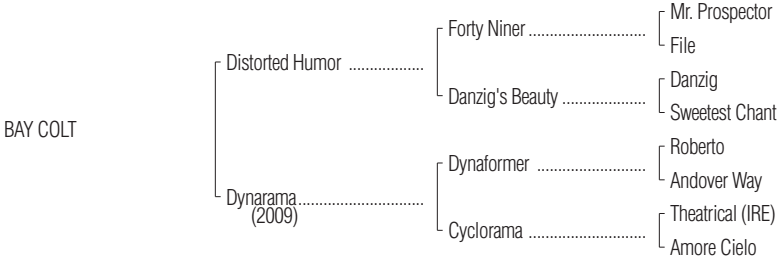 Mr. Prospector
Forty Niner ..............................
File
Distorted Humor ..................
Danzig
Danzig's Beauty .....................
Sweetest Chant
BAY COLT
Roberto
Dynaformer ...........................
Andover Way
Dynarama ................................
(2009)
Theatrical (IRE)
Cyclorama ..............................
Amore Cielo